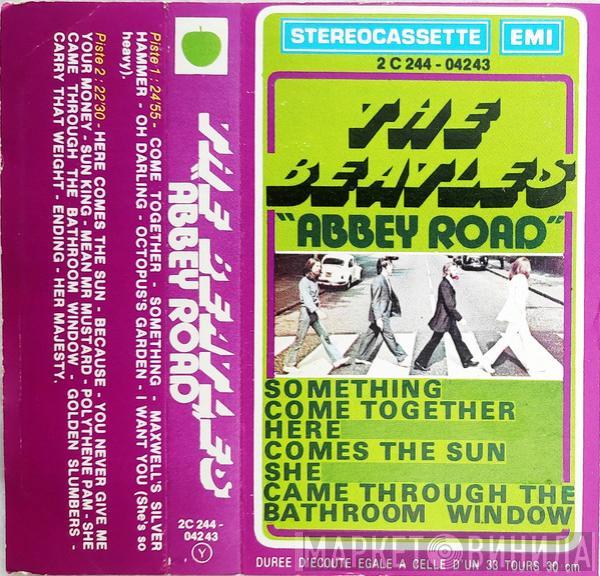 Piste 1 : 24'55 - COME TOGETHER - SOMETHING - MAXWELL'S SILVER
HAMMER - OH DARLING - OCTOPUS'S GARDEN - I WANT YOU (She's so
heavy).
Piste 2 : 22'30 - HERE COMES THE SUN - BECAUSE - YOU NEVER GIVE ME
YOUR MONEY - SUN KING - MEAN MR MUSTARD - POLYTHENE PAM - SHE
CAME THROUGH THE BATHROOM WINDOW - GOLDEN SLUMBERS -
CARRY THAT WEIGHT - ENDING - HER MAJESTY.
THE BEATLES
ABBEY ROAD"
2C 244 -
04243
Y
STEREOCASSETTE EMI
2 C 244 - 04243
THE
BEATLES
"ABBEY ROAD"
SOMETHING
COME TOGETHER
HERE
COMES THE SUN
SHE
CAME THROUGH THE
BATHROOM WINDOW
DUREE D'ECOUTE EGALE A CELLE D'UN 33 TOURS 30 cm
МАРКЕТ ВИНИЛА